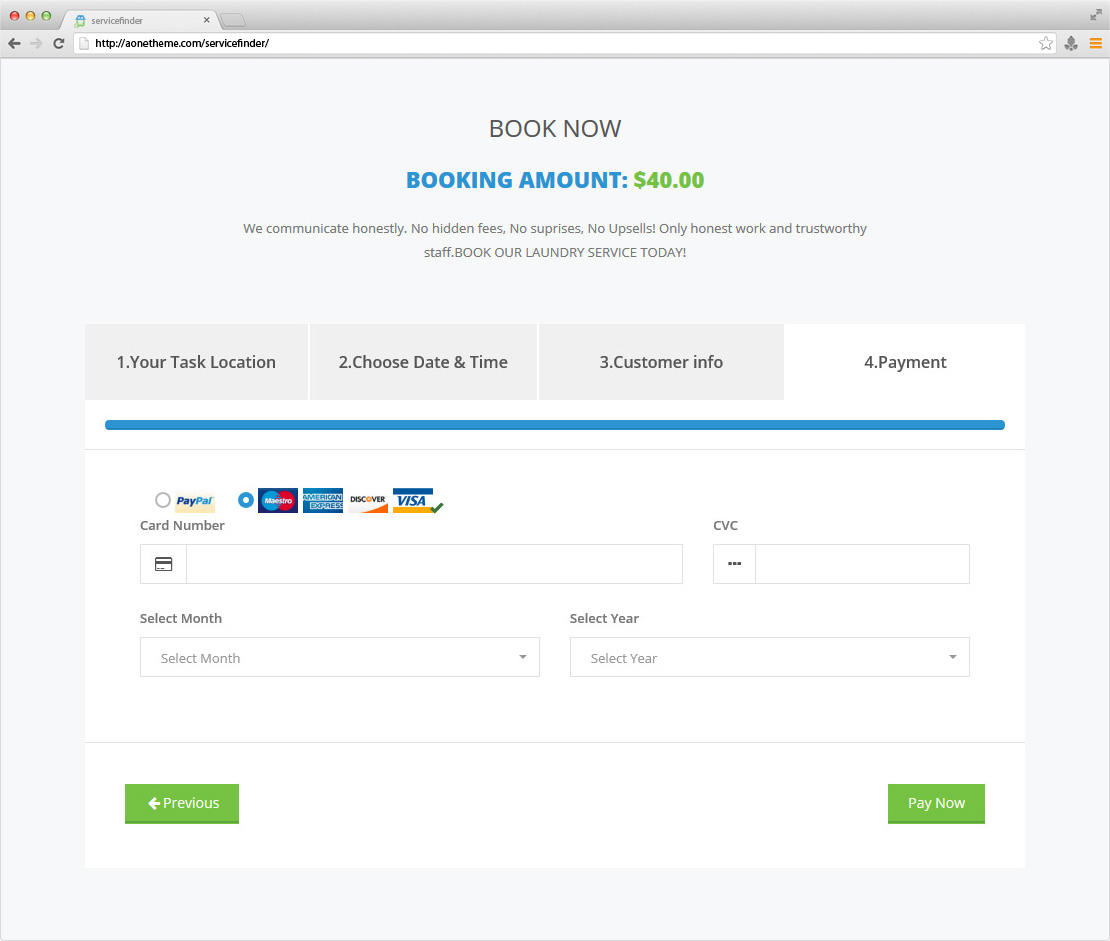 servicefinder
http://aonetheme.com/servicefinder/
BOOK NOW
BOOKING AMOUNT: $40.00
We communicate honestly. No hidden fees, No suprises, No Upsells! Only honest work and trustworthy
staff.BOOK OUR LAUNDRY SERVICE TODAY!
1.Your Task Location
2.Choose Date & Time
3.Customer info
4.Payment
PayPal
Maestro
AMERICAN EXPRESS
DISCOVER
VISA
Card Number
CVC
Select Month
Select Year
Select Month
Select Year
Previous
Pay Now